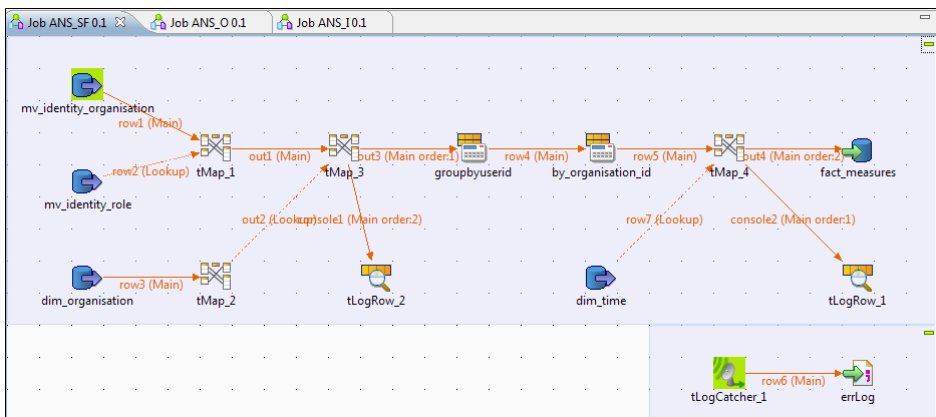 Job ANS_SF 0.1
Job ANS_O 0.1
Job ANS_I 0.1
mv_identity_organisation
row1 (Main)
tMap_1
out1 (Main)
tMap_3
out3 (Main order:1)
groupbyuserid
row4 (Main)
by_organisation_id
row5 (Main)
tMap_4
out4 (Main order:2)
fact_measures
row2 (Lookup)
mv_identity_role
out2 (Lookup)
console1 (Main order:2)
row7 (Lookup)
console2 (Main order:1)
dim_organisation
row3 (Main)
tMap_2
tLogRow_2
dim_time
tLogRow_1
tLogCatcher_1
row6 (Main)
errLog